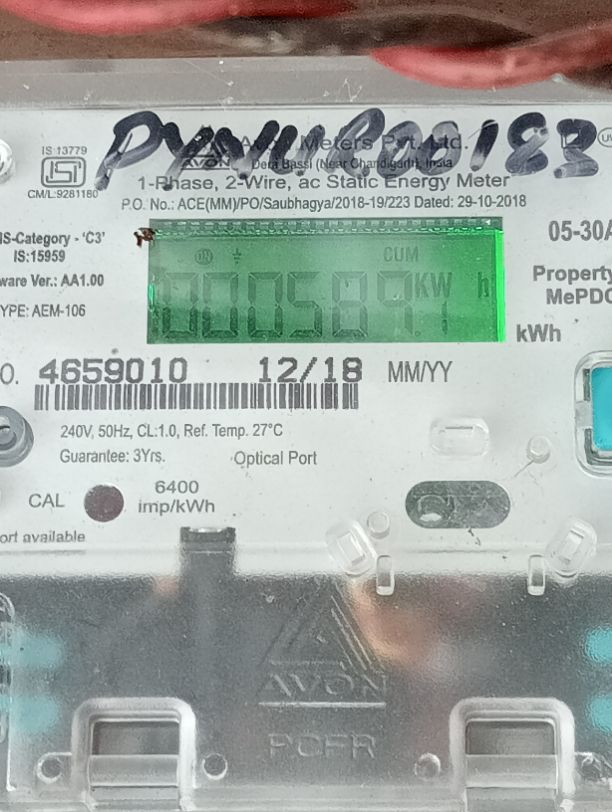 PYNURZ00183
IS:13779
Avon Meters Pvt. Ltd.
AVON
Dera Bassi (Near Chandigarh), India
CM/L:9281180
1-Phase, 2-Wire, ac Static Energy Meter
P.O. No.: ACE(MM)/PO/Saubhagya/2018-19/223 Dated: 29-10-2018
IS-Category - 'C3'
IS:15959
ware Ver.: AA1.00
YPE: AEM-106
05-30A
Property
MePDC
CUM
000589.1 KW h
kWh
O. 4659010 12/18 MM/YY
240V, 50Hz, CL:1.0, Ref. Temp. 27°C
Guarantee: 3Yrs. Optical Port
CAL 6400
imp/kWh
ort available
AVON
PCFR